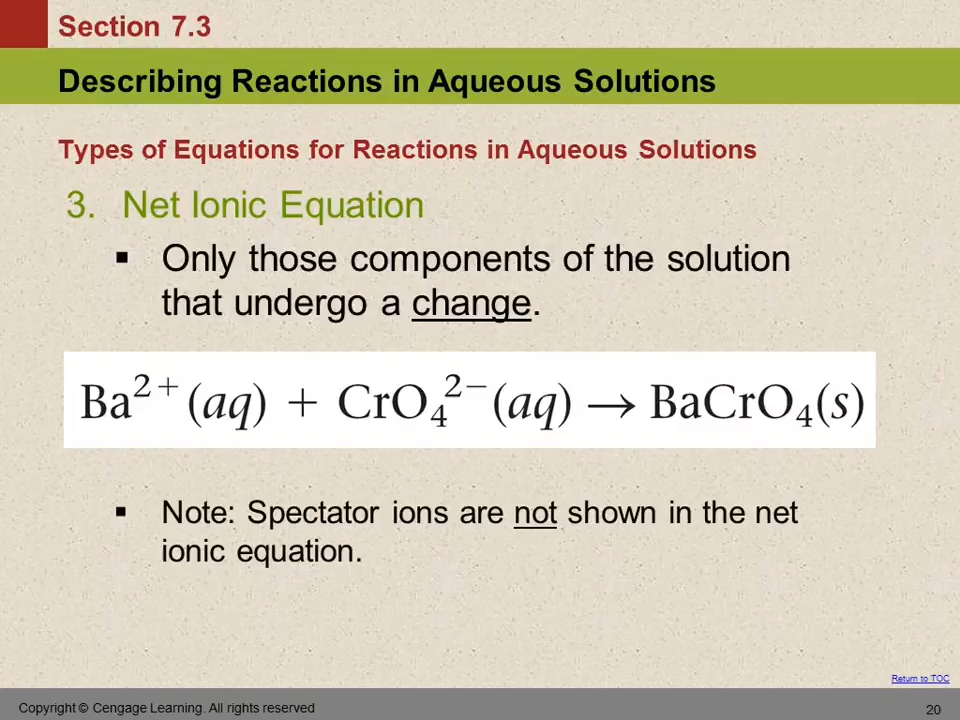 Section 7.3
Describing Reactions in Aqueous Solutions
Types of Equations for Reactions in Aqueous Solutions
3. Net Ionic Equation
▪ Only those components of the solution
that undergo a change.
Ba²⁺(aq) + CrO₄²⁻(aq) → BaCrO₄(s)
▪ Note: Spectator ions are not shown in the net
ionic equation.
Return to TOC
Copyright © Cengage Learning. All rights reserved
20